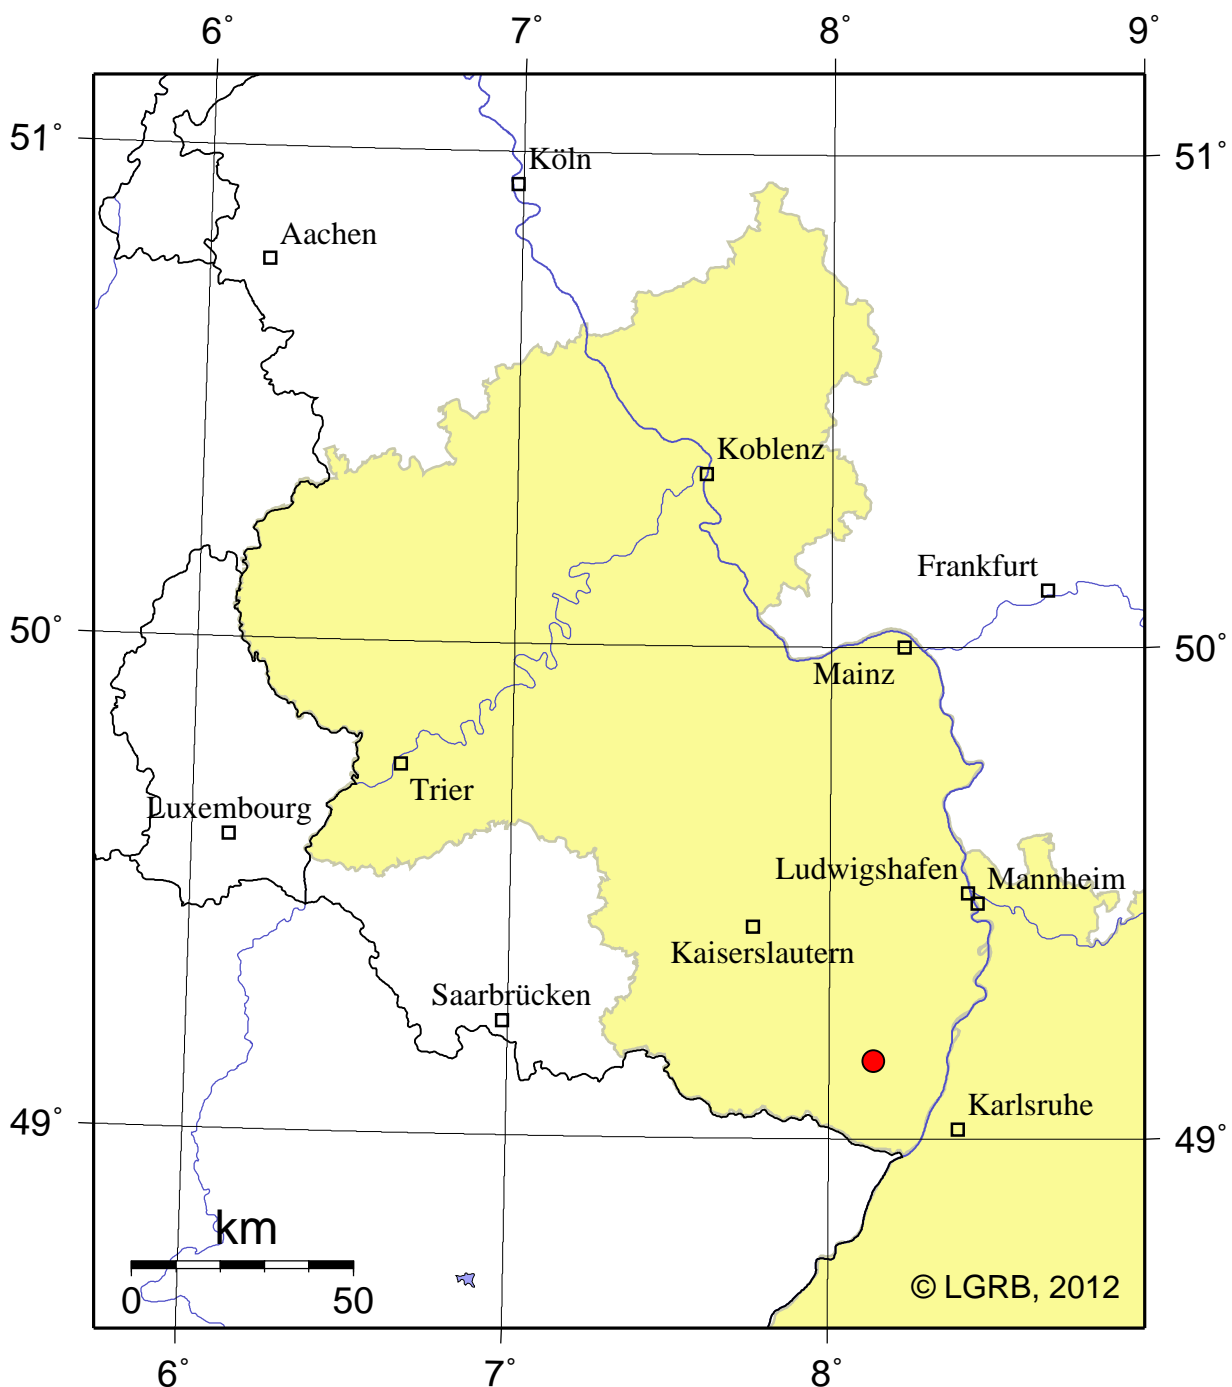 6° 7° 8° 9°
51° 51°
Köln
Aachen
Koblenz
Frankfurt
50° 50°
Mainz
Trier
Luxembourg
Ludwigshafen
Mannheim
Kaiserslautern
Saarbrücken
Karlsruhe
49° 49°
km
0 50
© LGRB, 2012
6° 7° 8°